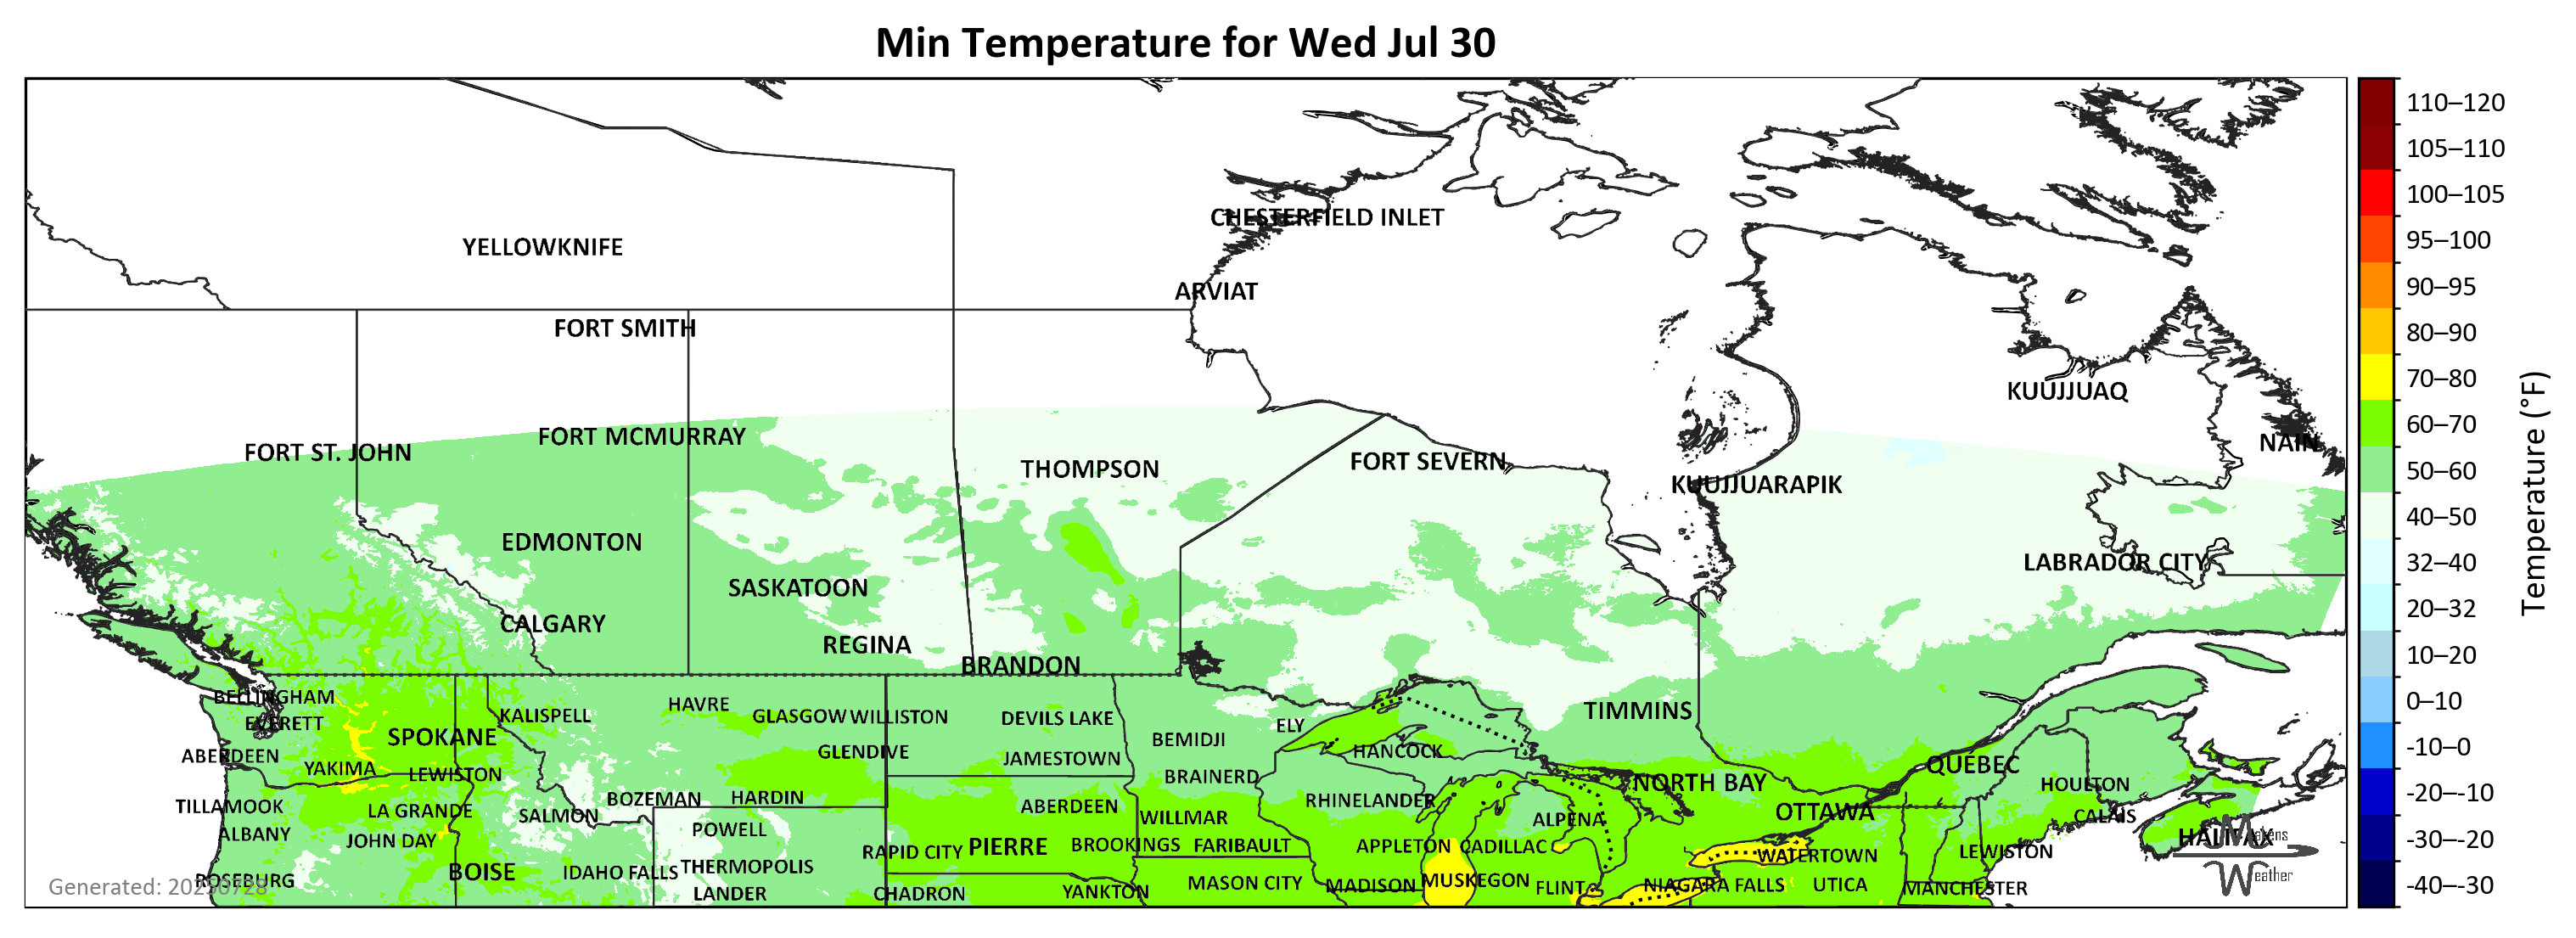 Min Temperature for Wed Jul 30
110–120
105–110
100–105
CHESTERFIELD INLET
95–100
YELLOWKNIFE
ARVIAT
90–95
FORT SMITH
80–90
70–80
KUUJJUAQ
60–70
FORT MCMURRAY
NAIN
FORT ST. JOHN
FORT SEVERN
THOMPSON
50–60
KUUJJUARAPIK
40–50
EDMONTON
LABRADOR CITY
32–40
SASKATOON
20–32
CALGARY
REGINA
10–20
BRANDON
BELLINGHAM
HAVRE
0–10
TIMMINS
KALISPELL
GLASGOW
WILLISTON
DEVILS LAKE
EVERETT
ELY
SPOKANE
BEMIDJI
-10–0
HANCOCK
GLENDIVE
ABERDEEN
JAMESTOWN
QUÉBEC
YAKIMA
LEWISTON
BRAINERD
NORTH BAY
HOULTON
-20–-10
BOZEMAN
HARDIN
RHINELANDER
TILLAMOOK
ABERDEEN
LA GRANDE
SALMON
WILLMAR
ALPENA
OTTAWA
CALAIS
POWELL
ALBANY
HALIFAX
Makens
Weather
-30–-20
JOHN DAY
RAPID CITY
PIERRE
BROOKINGS
FARIBAULT
APPLETON
CADILLAC
WATERTOWN
LEWISTON
THERMOPOLIS
BOISE
IDAHO FALLS
ROSEBURG
Generated: 20250728
MUSKEGON
MASON CITY
MADISON
FLINT
NIAGARA FALLS
UTICA
MANCHESTER
-40–-30
LANDER
CHADRON
YANKTON
Temperature (°F)